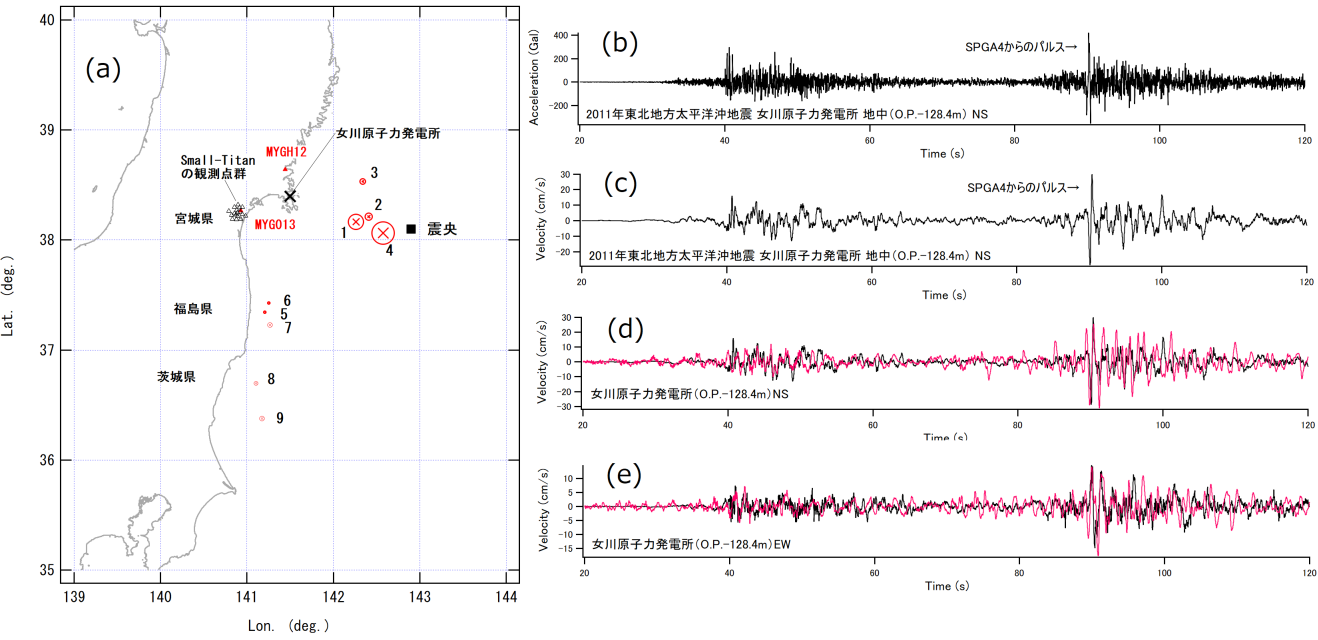 (a)
40
39
38
37
36
35
Lat. (deg.)
139
140
141
142
143
144
Lon. (deg.)
女川原子力発電所
MYGH12
Small-Titan
の観測点群
宮城県
MYG013
3
2
1
4
震央
福島県
6
5
7
茨城県
8
9
(b)
SPGA4からのパルス→
Acceleration (Gal)
400
200
0
-200
2011年東北地方太平洋沖地震 女川原子力発電所 地中(O.P.-128.4m) NS
20
40
60
80
100
120
Time (s)
(c)
SPGA4からのパルス→
Velocity (cm/s)
30
20
10
0
-10
-20
2011年東北地方太平洋沖地震 女川原子力発電所 地中(O.P.-128.4m) NS
20
40
60
80
100
120
Time (s)
(d)
Velocity (cm/s)
30
20
10
0
-10
-20
-30
女川原子力発電所(O.P.-128.4m)NS
20
40
60
80
100
120
Time (s)
(e)
Velocity (cm/s)
10
5
0
-5
-10
-15
女川原子力発電所(O.P.-128.4m)EW
20
40
60
80
100
120
Time (s)